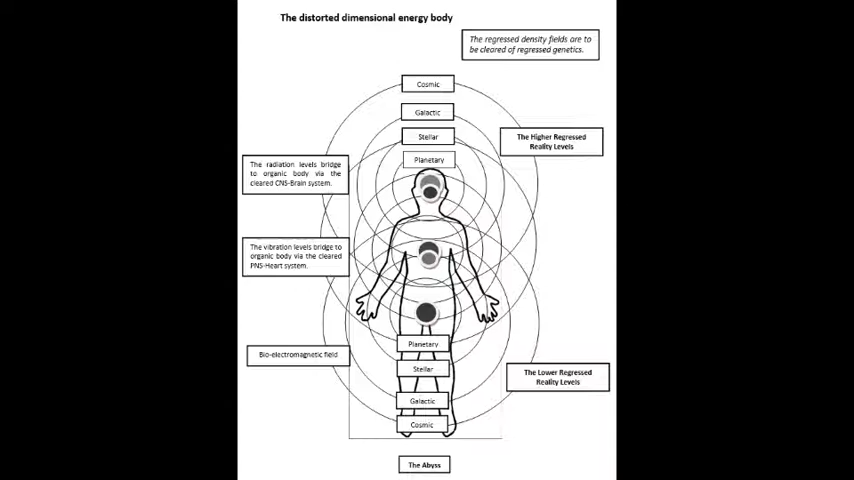 The distorted dimensional energy body
The regressed density fields are to
be cleared of regressed genetics.
Cosmic
Galactic
Stellar
Planetary
The Higher Regressed
Reality Levels
The radiation levels bridge
to organic body via the
cleared CNS-Brain system.
The vibration levels bridge to
organic body via the cleared
PNS-Heart system.
Bio-electromagnetic field
Planetary
Stellar
Galactic
Cosmic
The Lower Regressed
Reality Levels
The Abyss